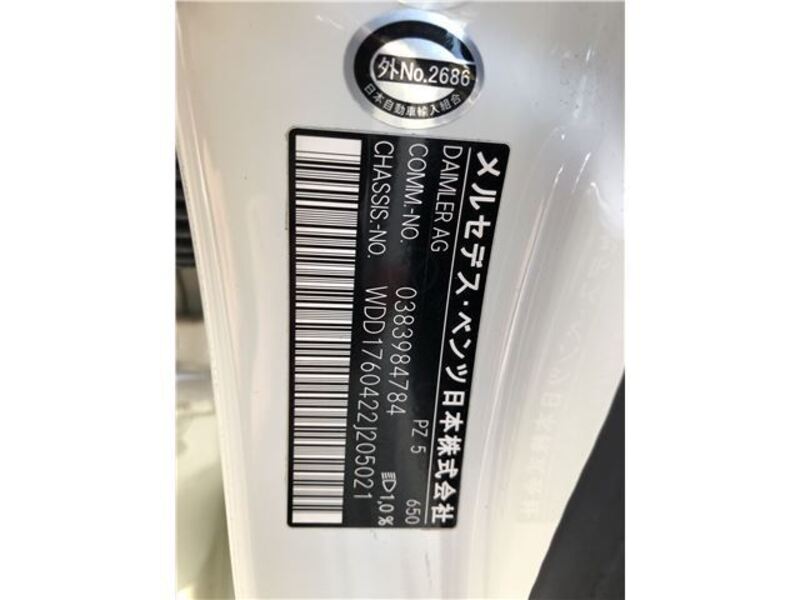 外No.2686
日本自動車輸入組合
メルセデス・ベンツ日本株式会社
DAIMLER AG
COMM.-NO. 0383984784 PZ 5 650
CHASSIS.-NO. WDD1760422J205021 1,0%